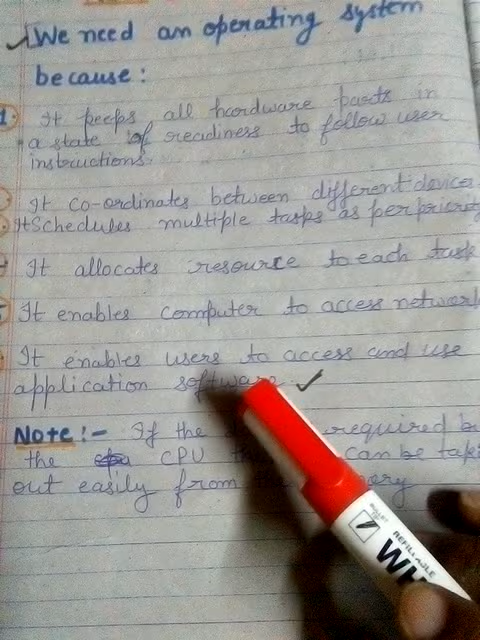 We need an operating system
because:
1. It keeps all hardware parts in
a state of readiness to follow user
instructions.
It co-ordinates between different devices.
It Schedules multiple tasks as per priority
It allocates resource to each task
It enables computer to access network
It enables users to access and use
application software
Note:- If the required
the CPU can be
out easily from
REFILLABLE
WH